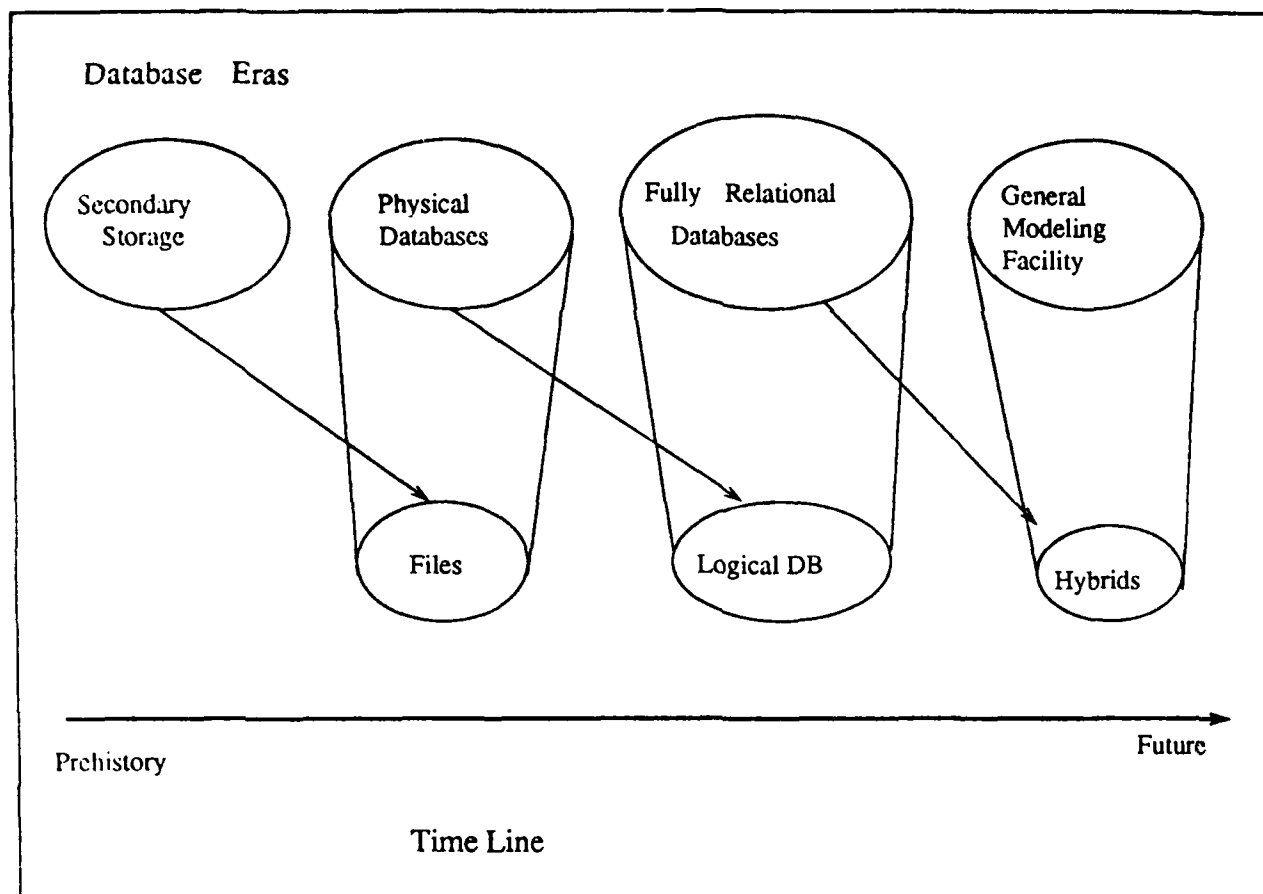 Database Eras
Secondary
Storage
Physical
Databases
Fully Relational
Databases
General
Modeling
Facility
Files
Logical DB
Hybrids
Prehistory
Future
Time Line